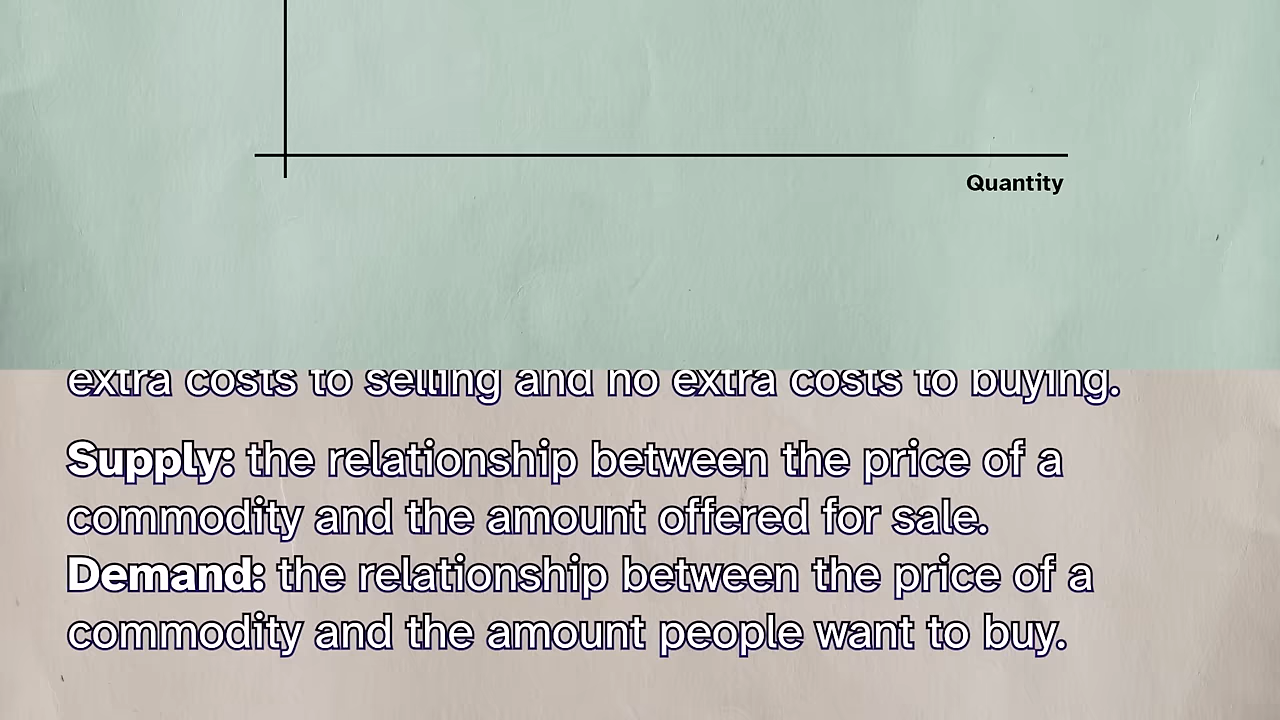 Quantity
extra costs to selling and no extra costs to buying.
Supply: the relationship between the price of a
commodity and the amount offered for sale.
Demand: the relationship between the price of a
commodity and the amount people want to buy.